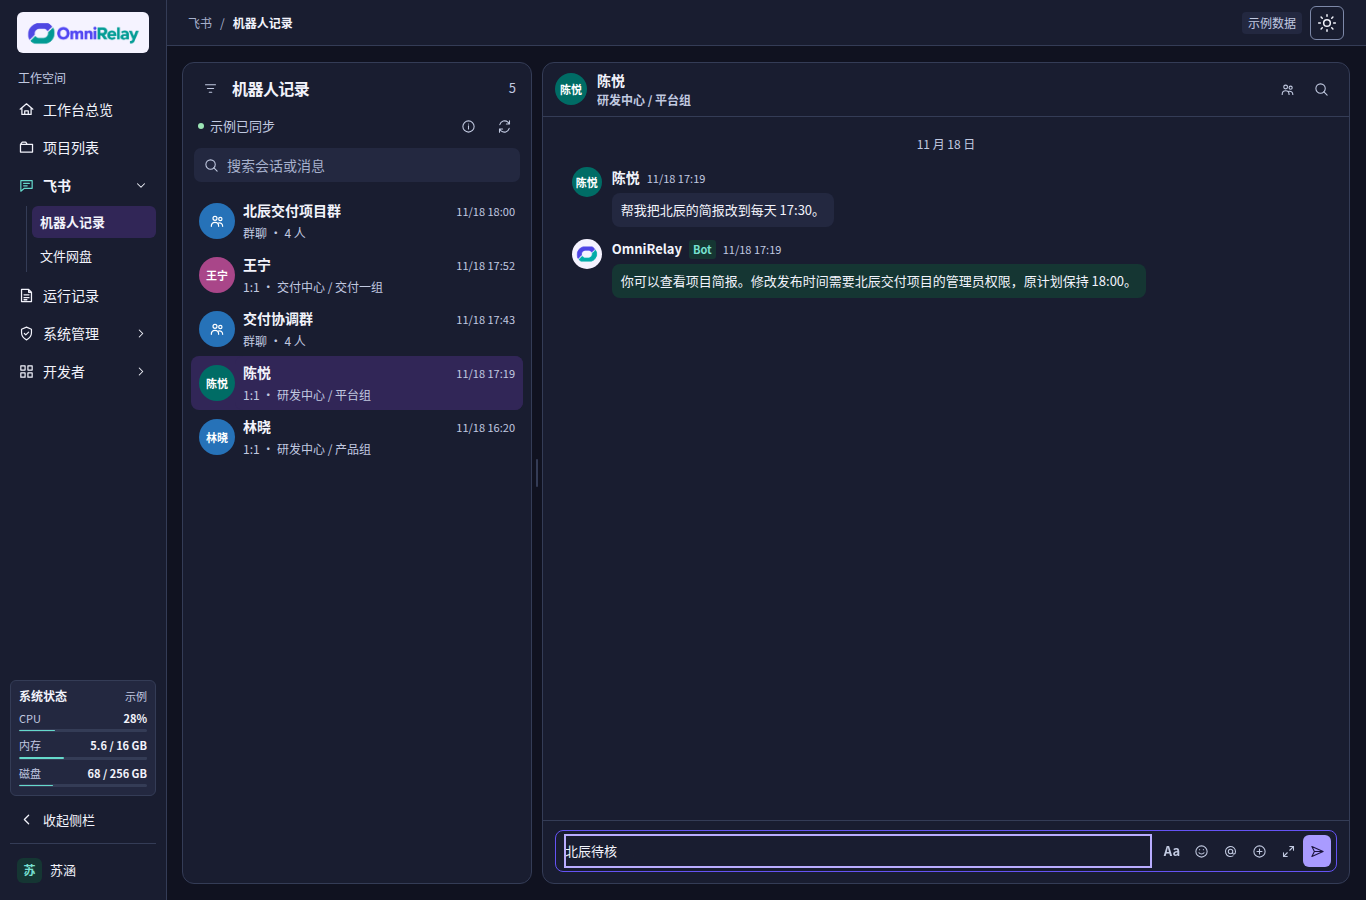 OmniRelay
工作空间
工作台总览
项目列表
飞书
机器人记录
文件网盘
运行记录
系统管理
开发者
系统状态 示例
CPU 28%
内存 5.6 / 16 GB
磁盘 68 / 256 GB
收起侧栏
苏 苏涵
飞书 / 机器人记录
示例数据
机器人记录 5
示例已同步
搜索会话或消息
北辰交付项目群 11/18 18:00
群聊 · 4 人
王宁 王宁 11/18 17:52
1:1 · 交付中心 / 交付一组
交付协调群 11/18 17:43
群聊 · 4 人
陈悦 陈悦 11/18 17:19
1:1 · 研发中心 / 平台组
林晓 林晓 11/18 16:20
1:1 · 研发中心 / 产品组
陈悦 陈悦
研发中心 / 平台组
11 月 18 日
陈悦 陈悦 11/18 17:19
帮我把北辰的简报改到每天 17:30。
OmniRelay Bot 11/18 17:19
你可以查看项目简报。修改发布时间需要北辰交付项目的管理员权限，原计划保持 18:00。
北辰待核 Aa